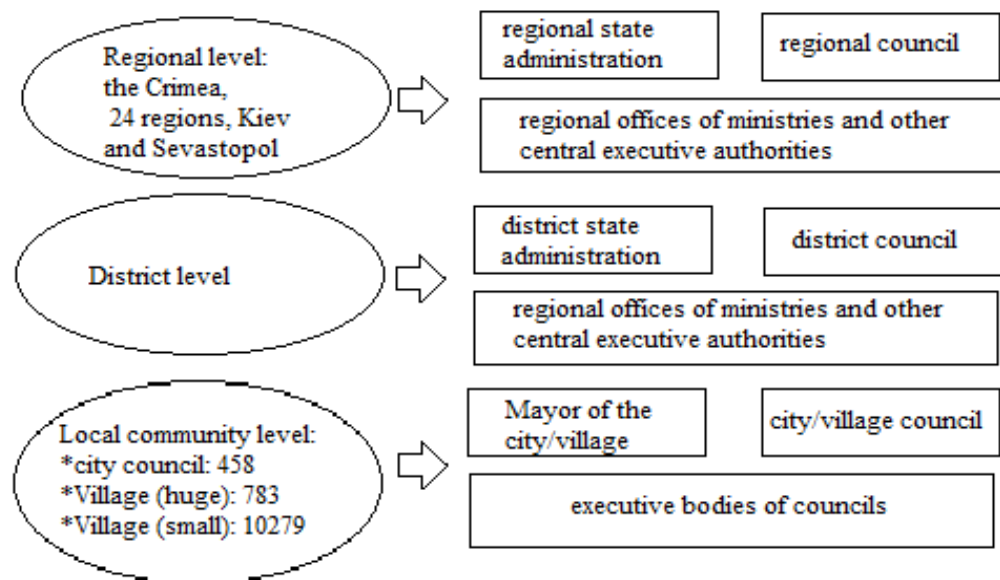 Regional level:
the Crimea,
24 regions, Kiev
and Sevastopol
regional state
administration
regional council
regional offices of ministries and other
central executive authorities
District level
district state
administration
district council
regional offices of ministries and other
central executive authorities
Local community level:
*city council: 458
*Village (huge): 783
*Village (small): 10279
Mayor of the
city/village
city/village council
executive bodies of councils